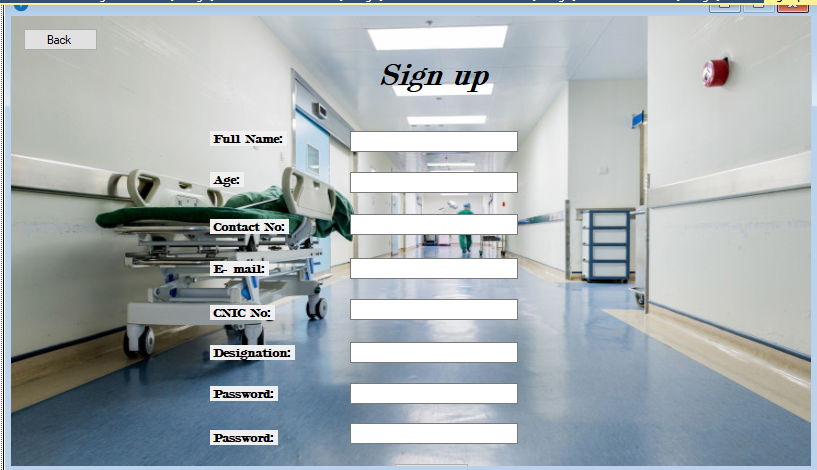 Back
Sign up
Full Name:
Age:
Contact No:
E- mail:
CNIC No:
Designation:
Password:
Password: